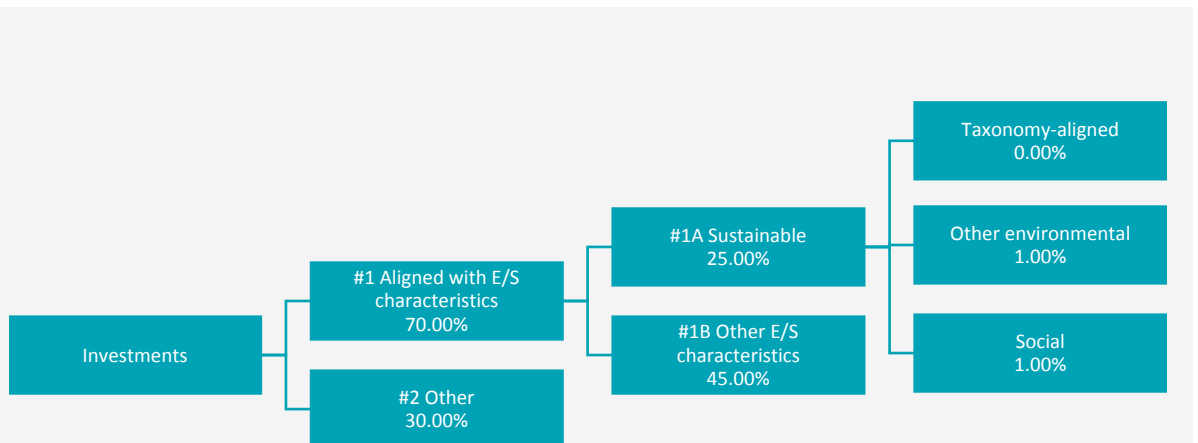 Investments
#1 Aligned with E/S
characteristics
70.00%
#2 Other
30.00%
#1A Sustainable
25.00%
#1B Other E/S
characteristics
45.00%
Taxonomy-aligned
0.00%
Other environmental
1.00%
Social
1.00%